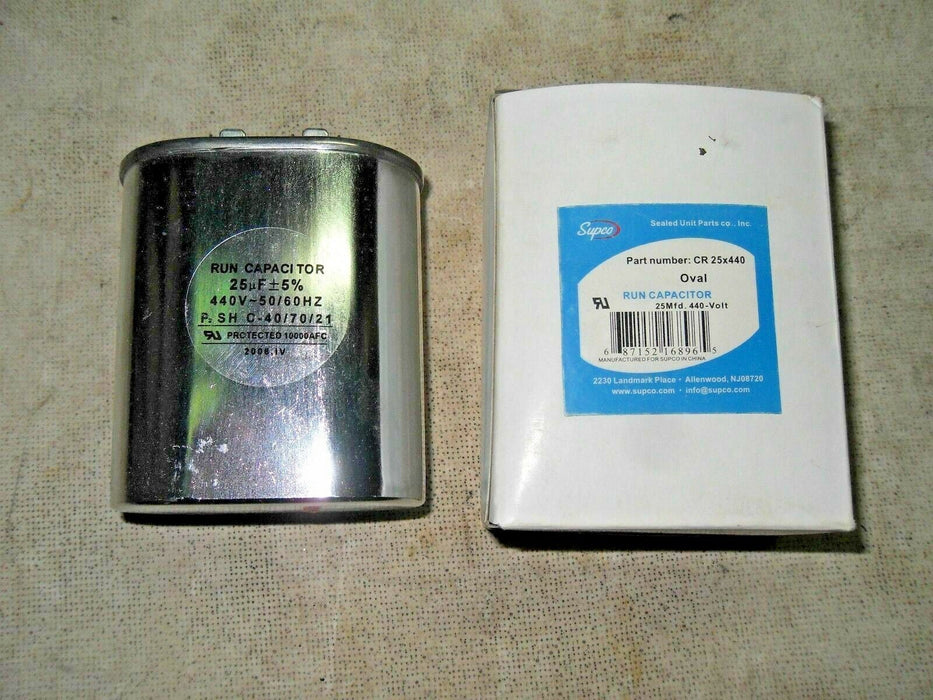 RUN CAPACITOR
25µF±5%
440V~50/60HZ
P₂ SH C-40/70/21
RU PROTECTED 10000AFC
2006.IV
Supco
Sealed Unit Parts co., Inc.
Part number: CR 25x440
Oval
RUN CAPACITOR
25Mfd. 440-Volt
6 87152 16896 5
MANUFACTURED FOR SUPCO IN CHINA
2230 Landmark Place · Allenwood, NJ08720
www.supco.com · info@supco.com